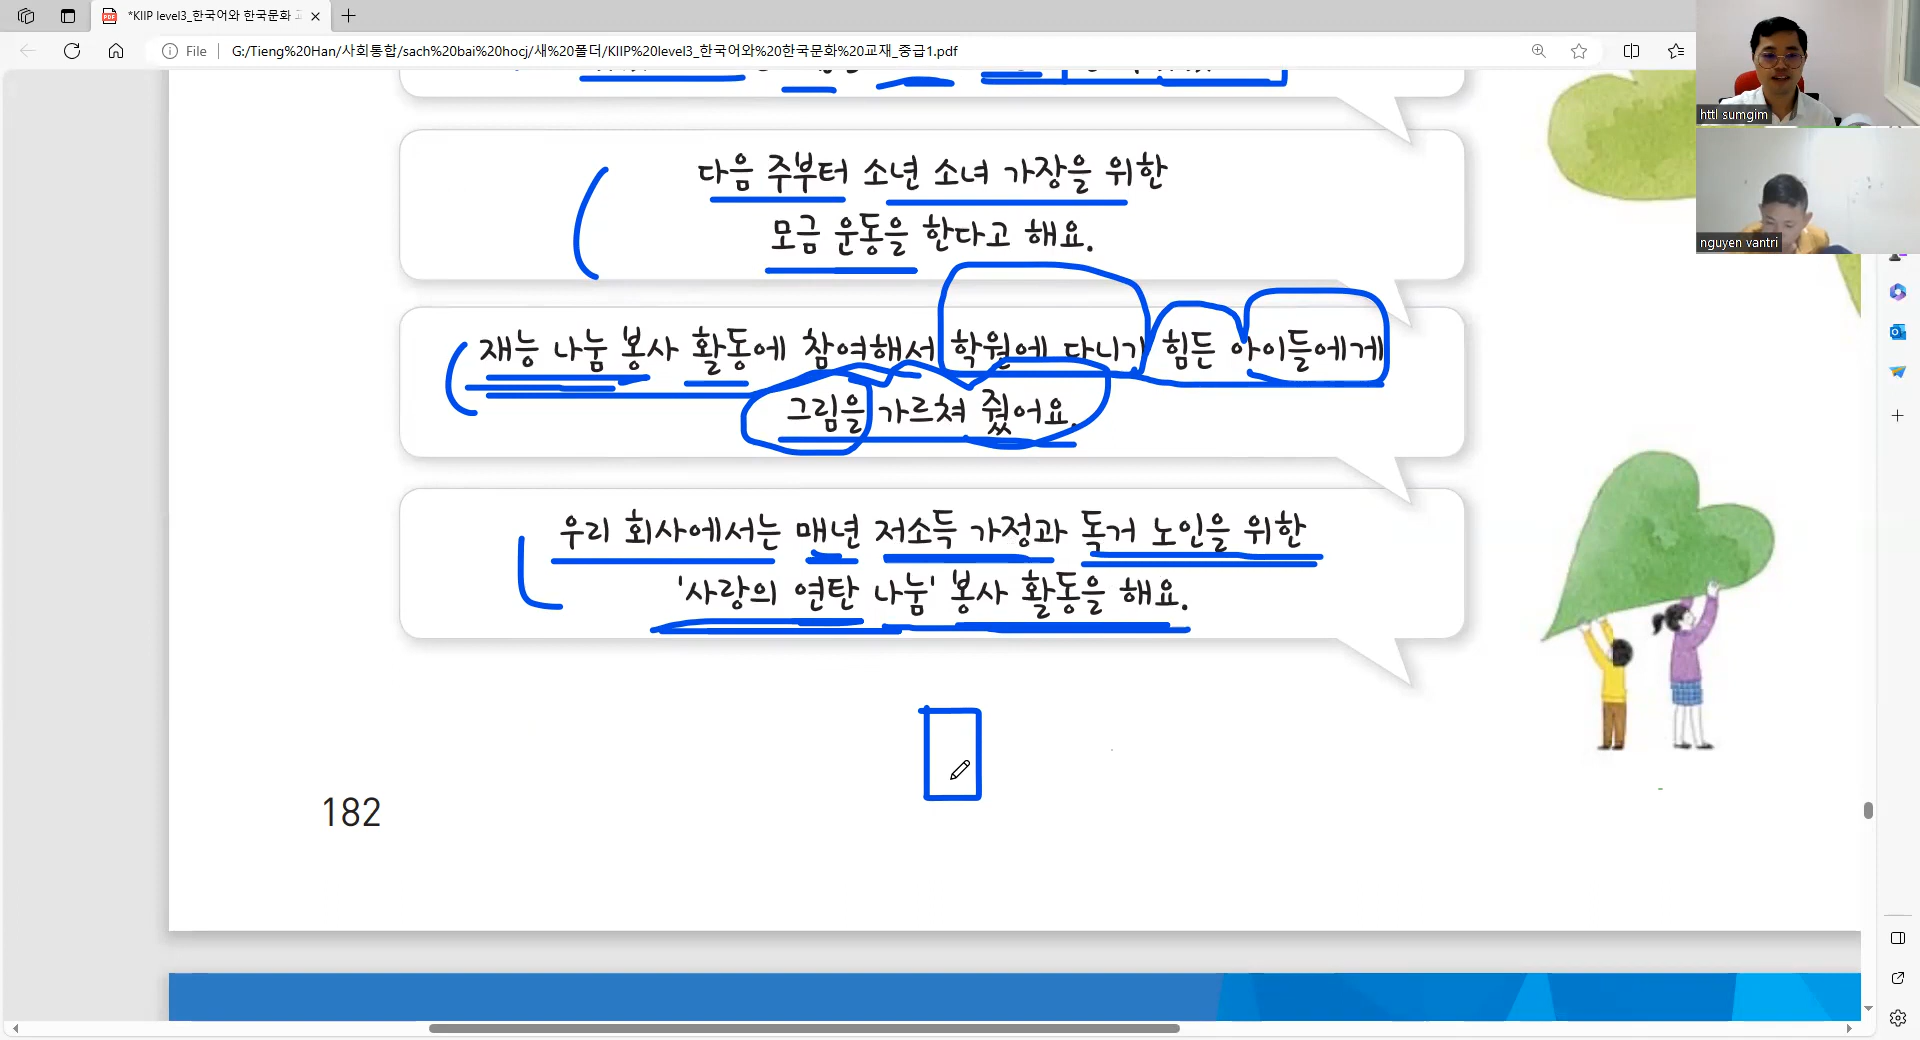 *KIIP level3_한국어와 한국문화 교
File
G:/Tieng%20Han/사회통합/sach%20bai%20hocj/새%20폴더/KIIP%20level3_한국어와%20한국문화%20교재_중급1.pdf
httl sumgim
nguyen vantri
다음 주부터 소년 소녀 가장을 위한
모금 운동을 한다고 해요.
재능 나눔 봉사 활동에 참여해서 학원에 다니기 힘든 아이들에게
그림을 가르쳐 줬어요.
우리 회사에서는 매년 저소득 가정과 독거 노인을 위한
'사랑의 연탄 나눔' 봉사 활동을 해요.
182